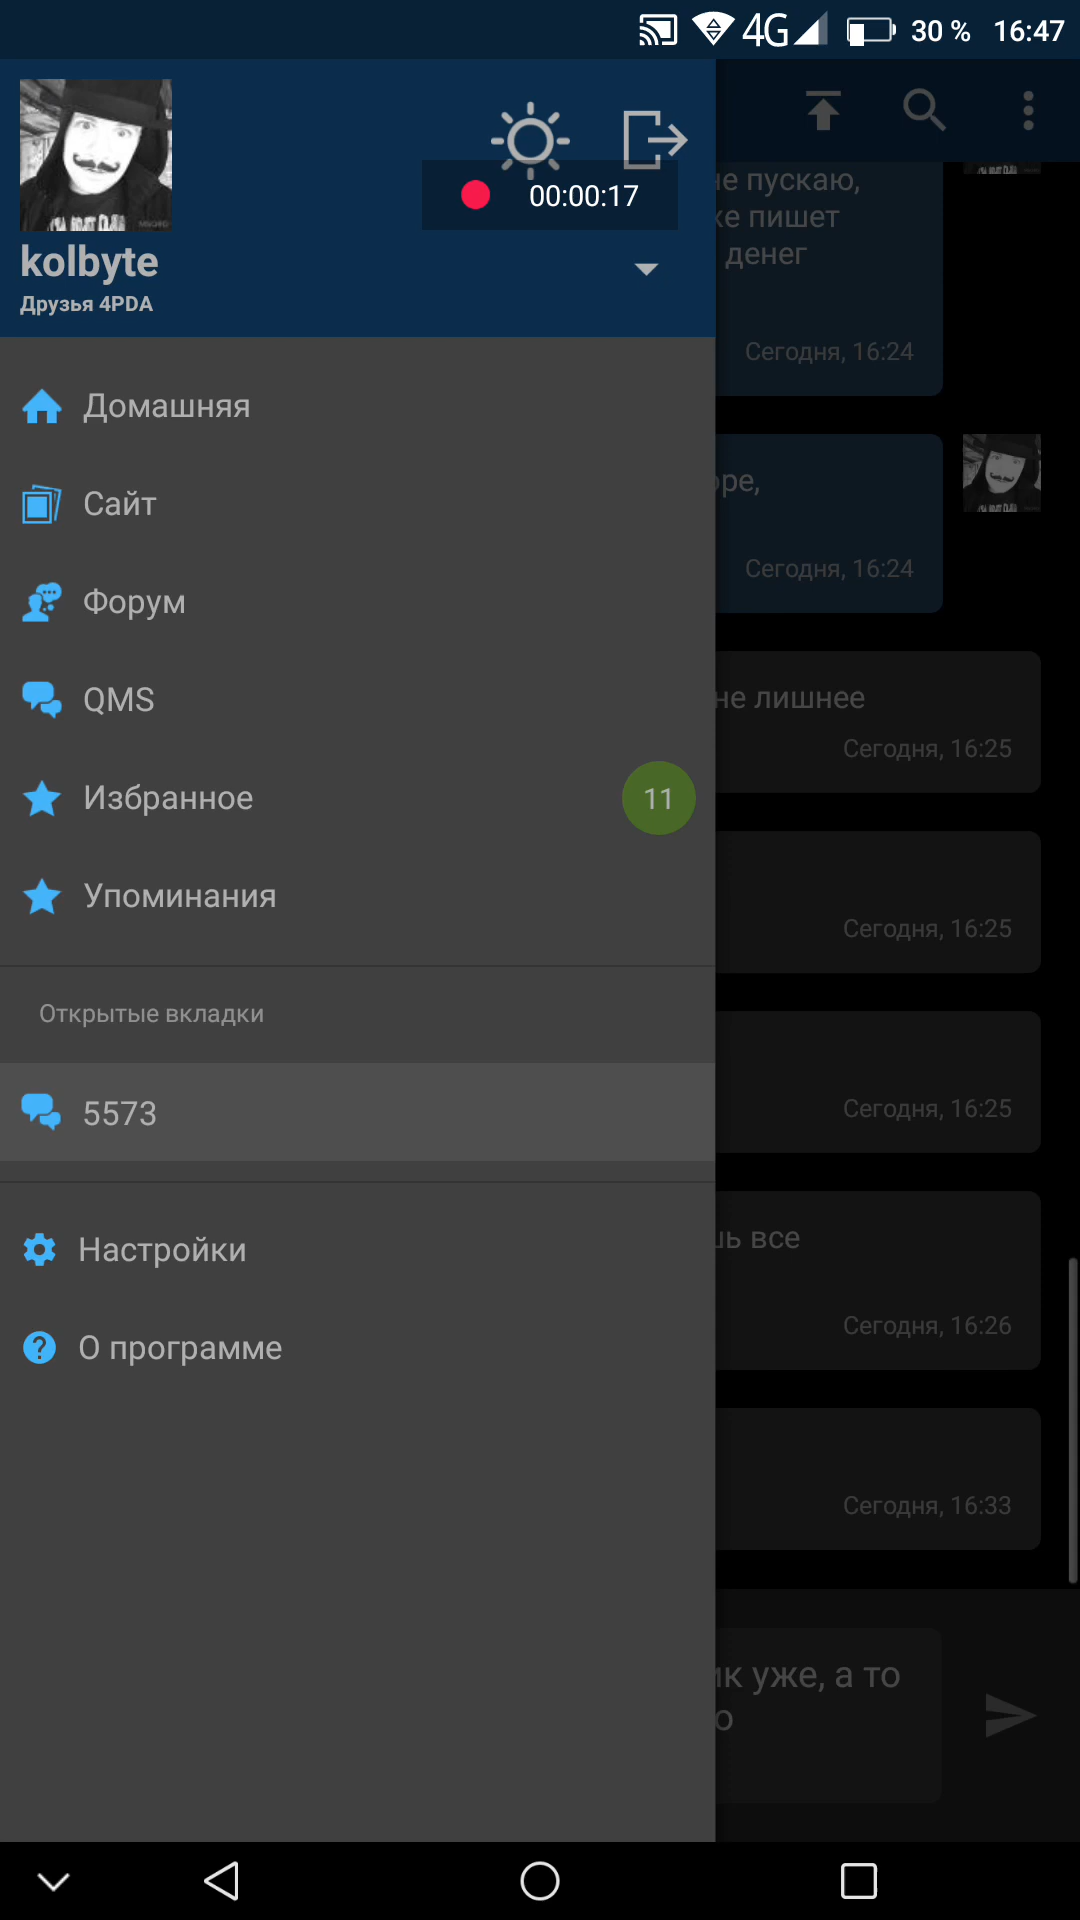 4G 30 % 16:47
00:00:17
kolbyte
Друзья 4PDA
Домашняя
Сайт
Форум
QMS
Избранное 11
Упоминания
Открытые вкладки
5573
Настройки
О программе
не пускаю,
пишет
денег
Сегодня, 16:24
Сегодня, 16:24
не лишнее
Сегодня, 16:25
Сегодня, 16:25
Сегодня, 16:25
все
Сегодня, 16:26
Сегодня, 16:33
уже, а то